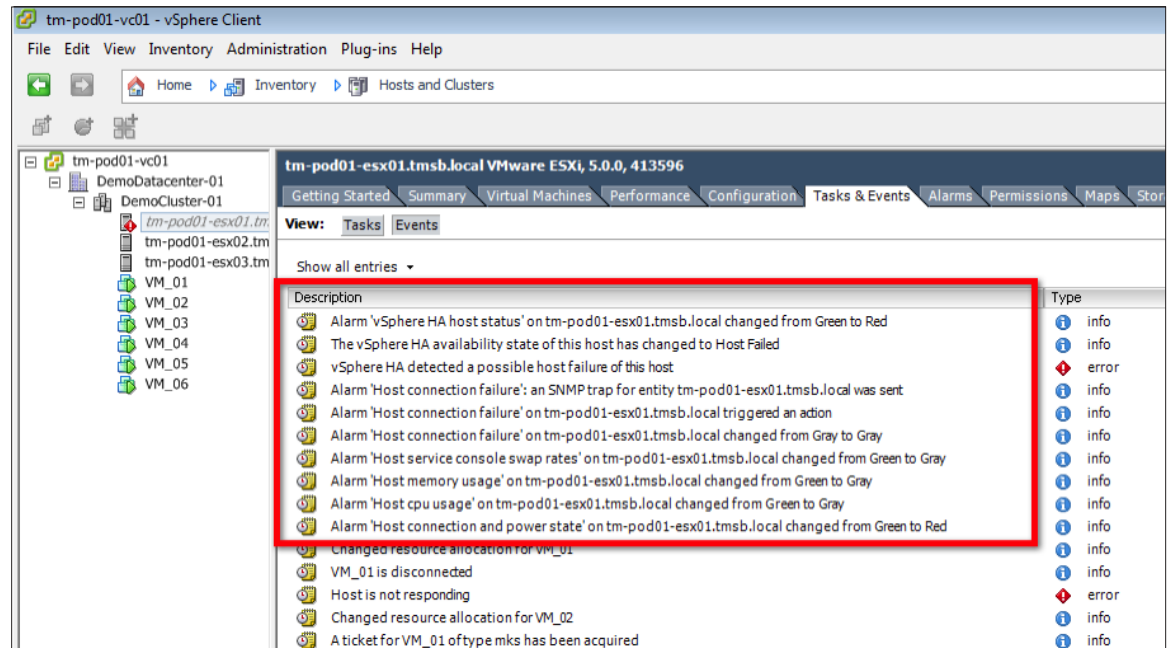 tm-pod01-vc01 - vSphere Client
File Edit View Inventory Administration Plug-ins Help
Home Inventory Hosts and Clusters
tm-pod01-vc01
DemoDatacenter-01
DemoCluster-01
tm-pod01-esx01.tm
tm-pod01-esx02.tm
tm-pod01-esx03.tm
VM_01
VM_02
VM_03
VM_04
VM_05
VM_06
tm-pod01-esx01.tmsb.local VMware ESXi, 5.0.0, 413596
Getting Started Summary Virtual Machines Performance Configuration Tasks & Events Alarms Permissions Maps Stor
View: Tasks Events
Show all entries
Description Type
Alarm 'vSphere HA host status' on tm-pod01-esx01.tmsb.local changed from Green to Red info
The vSphere HA availability state of this host has changed to Host Failed info
vSphere HA detected a possible host failure of this host error
Alarm 'Host connection failure': an SNMP trap for entity tm-pod01-esx01.tmsb.local was sent info
Alarm 'Host connection failure' on tm-pod01-esx01.tmsb.local triggered an action info
Alarm 'Host connection failure' on tm-pod01-esx01.tmsb.local changed from Gray to Gray info
Alarm 'Host service console swap rates' on tm-pod01-esx01.tmsb.local changed from Green to Gray info
Alarm 'Host memory usage' on tm-pod01-esx01.tmsb.local changed from Green to Gray info
Alarm 'Host cpu usage' on tm-pod01-esx01.tmsb.local changed from Green to Gray info
Alarm 'Host connection and power state' on tm-pod01-esx01.tmsb.local changed from Green to Red info
Changed resource allocation for VM_01 info
VM_01 is disconnected info
Host is not responding error
Changed resource allocation for VM_02 info
A ticket for VM_01 of type mks has been acquired info